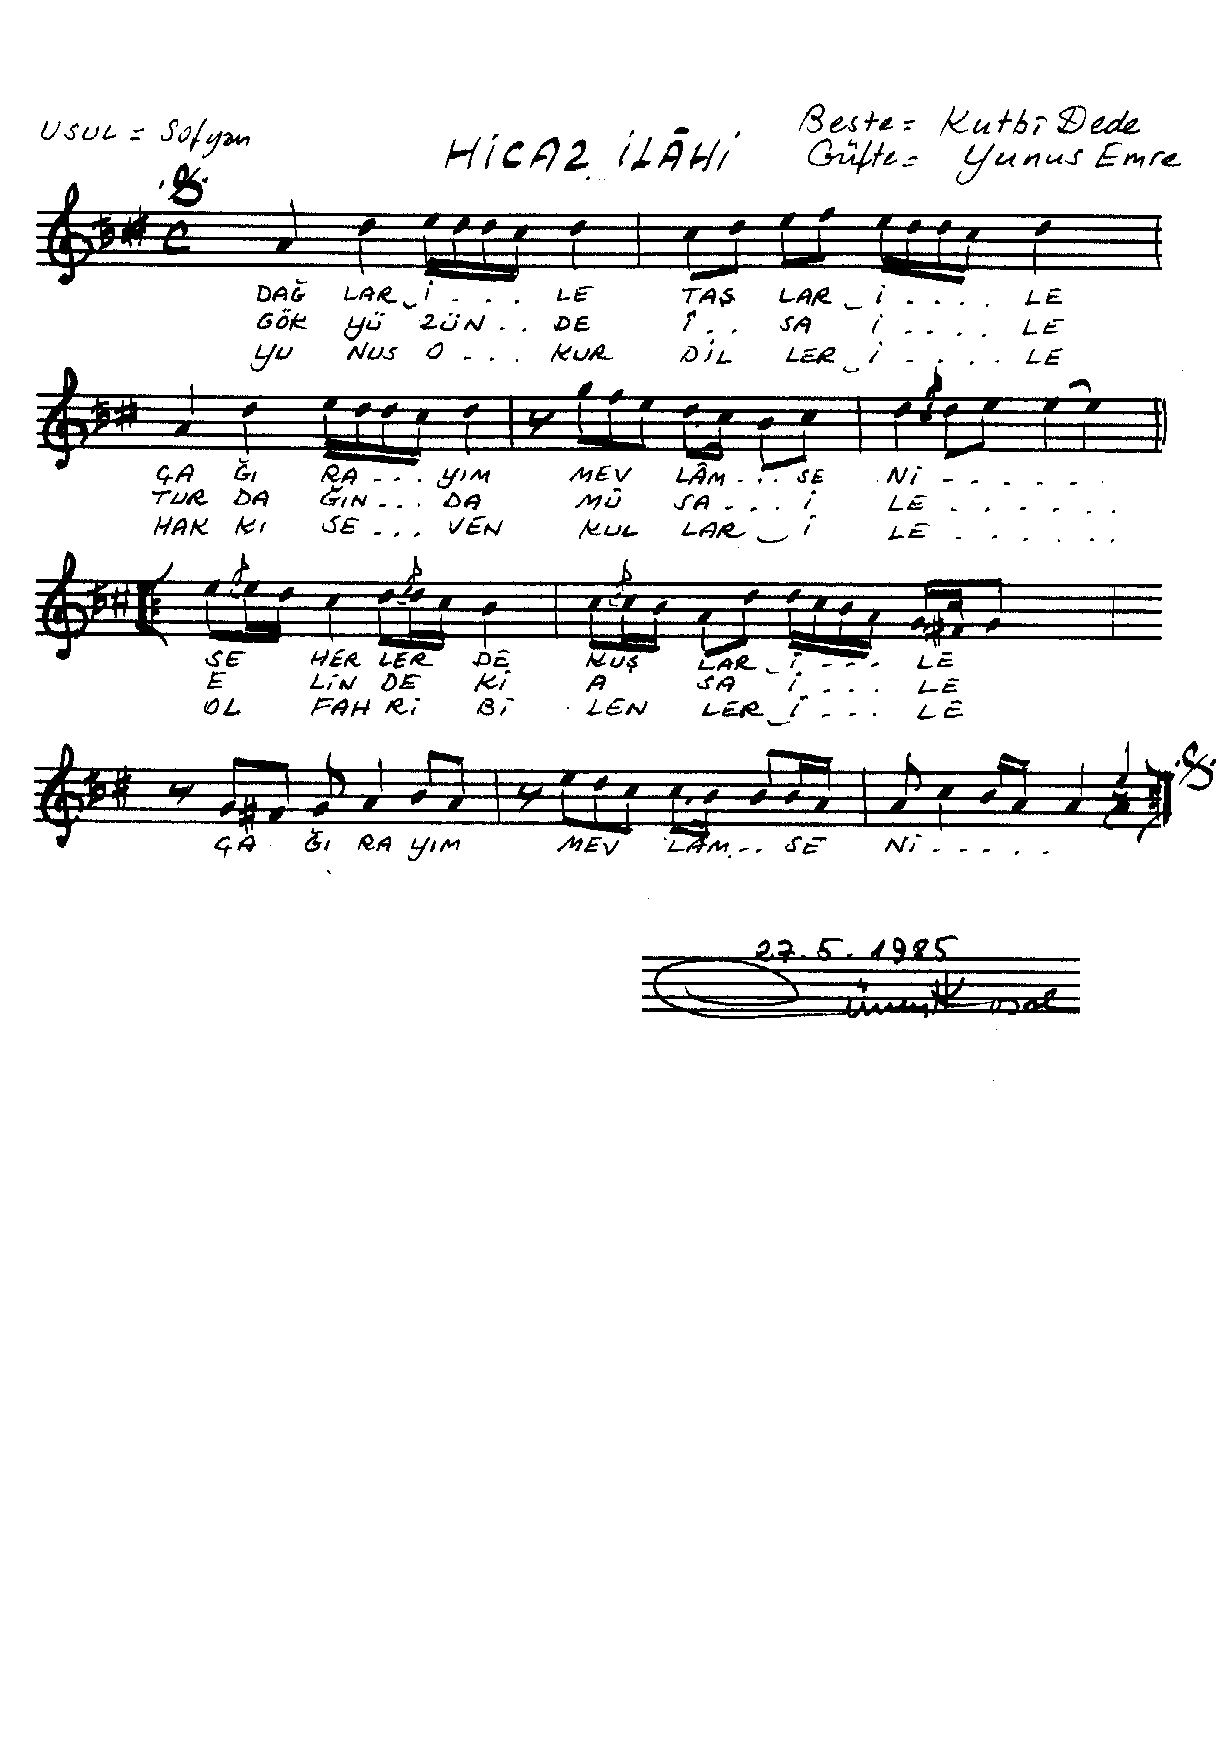 USUL = Sofyan
HİCAZ İLÂHİ
Beste = Kutbî Dede
Güfte = Yunus Emre
DAĞ LAR İ . . . . LE TAŞ LAR İ . . . . LE
GÖK YÜ ZÜN . . DE Î . . SA İ . . . . LE
YU NUS O . . . . KUR DİL LER İ . . . . LE
ÇA ĞI RA . . . YIM MEV LÂM . . . SE Nİ . . . . . .
TUR DA ĞIN . . . DA MÛ SA . . . İ LE . . . . . .
HAK KI SE . . . VEN KUL LAR İ LE . . . . . .
SE HER LER DE KUŞ LAR İ . . . LE
E LİN DE Kİ A SA İ . . . LE
OL FAH Rİ Bİ LEN LER İ . . . LE
ÇA ĞI RA YIM MEV LÂM . . SE Nİ . . . . .
27.5.1985